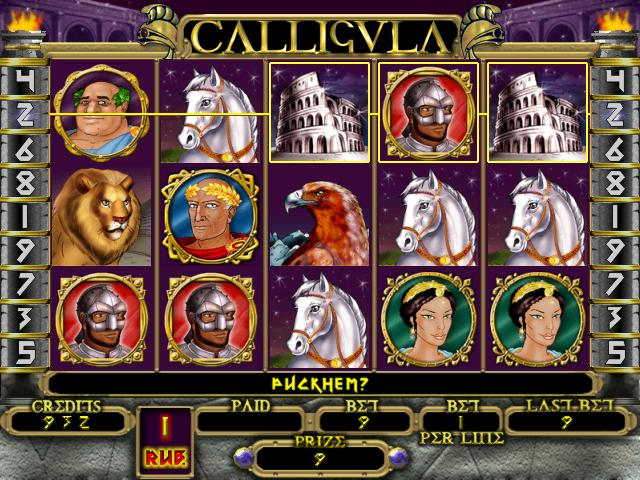 CALLIGVLA
4 4
2 2
6 6
8 8
1 1
9 9
7 7
3 3
5 5
РИСКНЕМ?
CREDITS PAID BET BET LAST BET
932 9 1 9
1 PER LINE
RUB. PRIZE
9